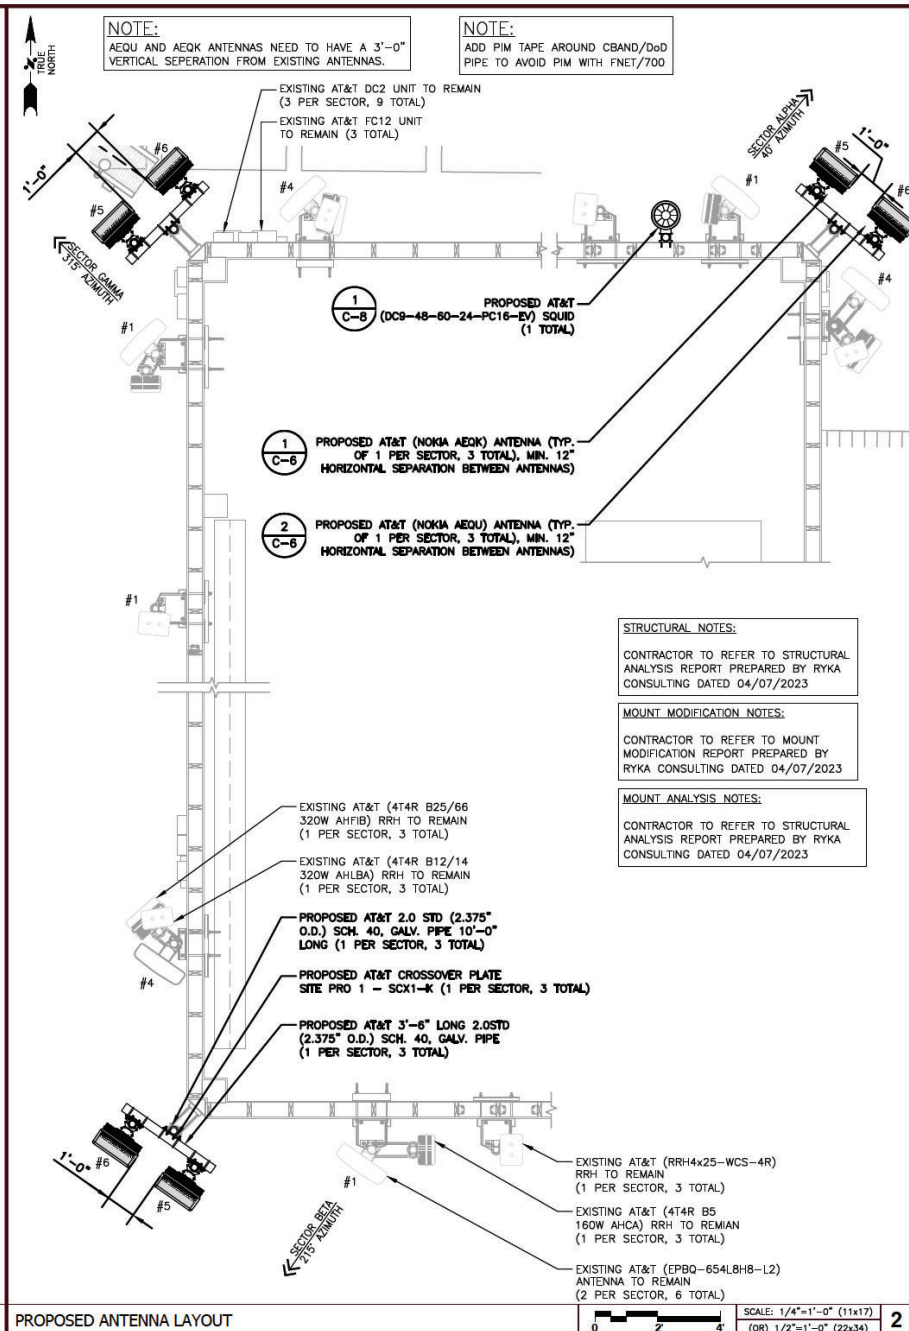 NOTE:
AEQU AND AEQK ANTENNAS NEED TO HAVE A 3'-0"
VERTICAL SEPERATION FROM EXISTING ANTENNAS.
NOTE:
ADD PIM TAPE AROUND CBAND/DoD
PIPE TO AVOID PIM WITH FNET/700
TRUE
NORTH
EXISTING AT&T DC2 UNIT TO REMAIN
(3 PER SECTOR, 9 TOTAL)
EXISTING AT&T FC12 UNIT
TO REMAIN (3 TOTAL)
SECTOR ALPHA
40° AZIMUTH
1'-0"
#6
#5
1'-0"
#5
#6
SECTOR GAMMA
315° AZIMUTH
#4
#1
#4
#1
1
C-8
PROPOSED AT&T
(DC9-48-60-24-PC16-EV) SQUID
(1 TOTAL)
1
C-6
PROPOSED AT&T (NOKIA AEQK) ANTENNA (TYP.
OF 1 PER SECTOR, 3 TOTAL), MIN. 12"
HORIZONTAL SEPARATION BETWEEN ANTENNAS)
2
C-6
PROPOSED AT&T (NOKIA AEQU) ANTENNA (TYP.
OF 1 PER SECTOR, 3 TOTAL), MIN. 12"
HORIZONTAL SEPARATION BETWEEN ANTENNAS)
#1
STRUCTURAL NOTES:
CONTRACTOR TO REFER TO STRUCTURAL
ANALYSIS REPORT PREPARED BY RYKA
CONSULTING DATED 04/07/2023
MOUNT MODIFICATION NOTES:
CONTRACTOR TO REFER TO MOUNT
MODIFICATION REPORT PREPARED BY
RYKA CONSULTING DATED 04/07/2023
MOUNT ANALYSIS NOTES:
CONTRACTOR TO REFER TO STRUCTURAL
ANALYSIS REPORT PREPARED BY RYKA
CONSULTING DATED 04/07/2023
EXISTING AT&T (4T4R B25/66
320W AHFIB) RRH TO REMAIN
(1 PER SECTOR, 3 TOTAL)
EXISTING AT&T (4T4R B12/14
320W AHLBA) RRH TO REMAIN
(1 PER SECTOR, 3 TOTAL)
PROPOSED AT&T 2.0 STD (2.375"
O.D.) SCH. 40, GALV. PIPE 10'-0"
LONG (1 PER SECTOR, 3 TOTAL)
#4
PROPOSED AT&T CROSSOVER PLATE
SITE PRO 1 - SCX1-K (1 PER SECTOR, 3 TOTAL)
PROPOSED AT&T 3'-6" LONG 2.0STD
(2.375" O.D.) SCH. 40, GALV. PIPE
(1 PER SECTOR, 3 TOTAL)
#6
#5
1'-0"
#1
SECTOR BETA
215° AZIMUTH
EXISTING AT&T (RRH4x25-WCS-4R)
RRH TO REMAIN
(1 PER SECTOR, 3 TOTAL)
EXISTING AT&T (4T4R B5
160W AHCA) RRH TO REMIAN
(1 PER SECTOR, 3 TOTAL)
EXISTING AT&T (EPBQ-654L8H8-L2)
ANTENNA TO REMAIN
(2 PER SECTOR, 6 TOTAL)
PROPOSED ANTENNA LAYOUT
0 2' 4'
SCALE: 1/4"=1'-0" (11x17)
(OR) 1/2"=1'-0" (22x34)
2